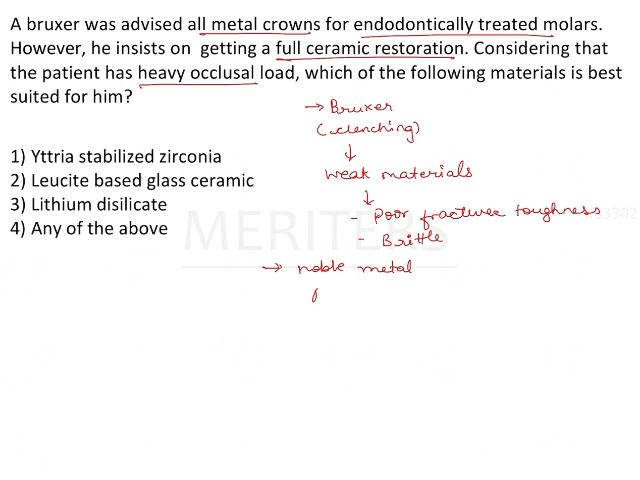 A bruxer was advised all metal crowns for endodontically treated molars.
However, he insists on getting a full ceramic restoration. Considering that
the patient has heavy occlusal load, which of the following materials is best
suited for him?
→ Bruxer
(clenching)
↓
1) Yttria stabilized zirconia
weak materials
2) Leucite based glass ceramic
↓
3) Lithium disilicate
- Poor fracture toughness
3302
4) Any of the above
- Brittle
MERITERS
→ noble metal